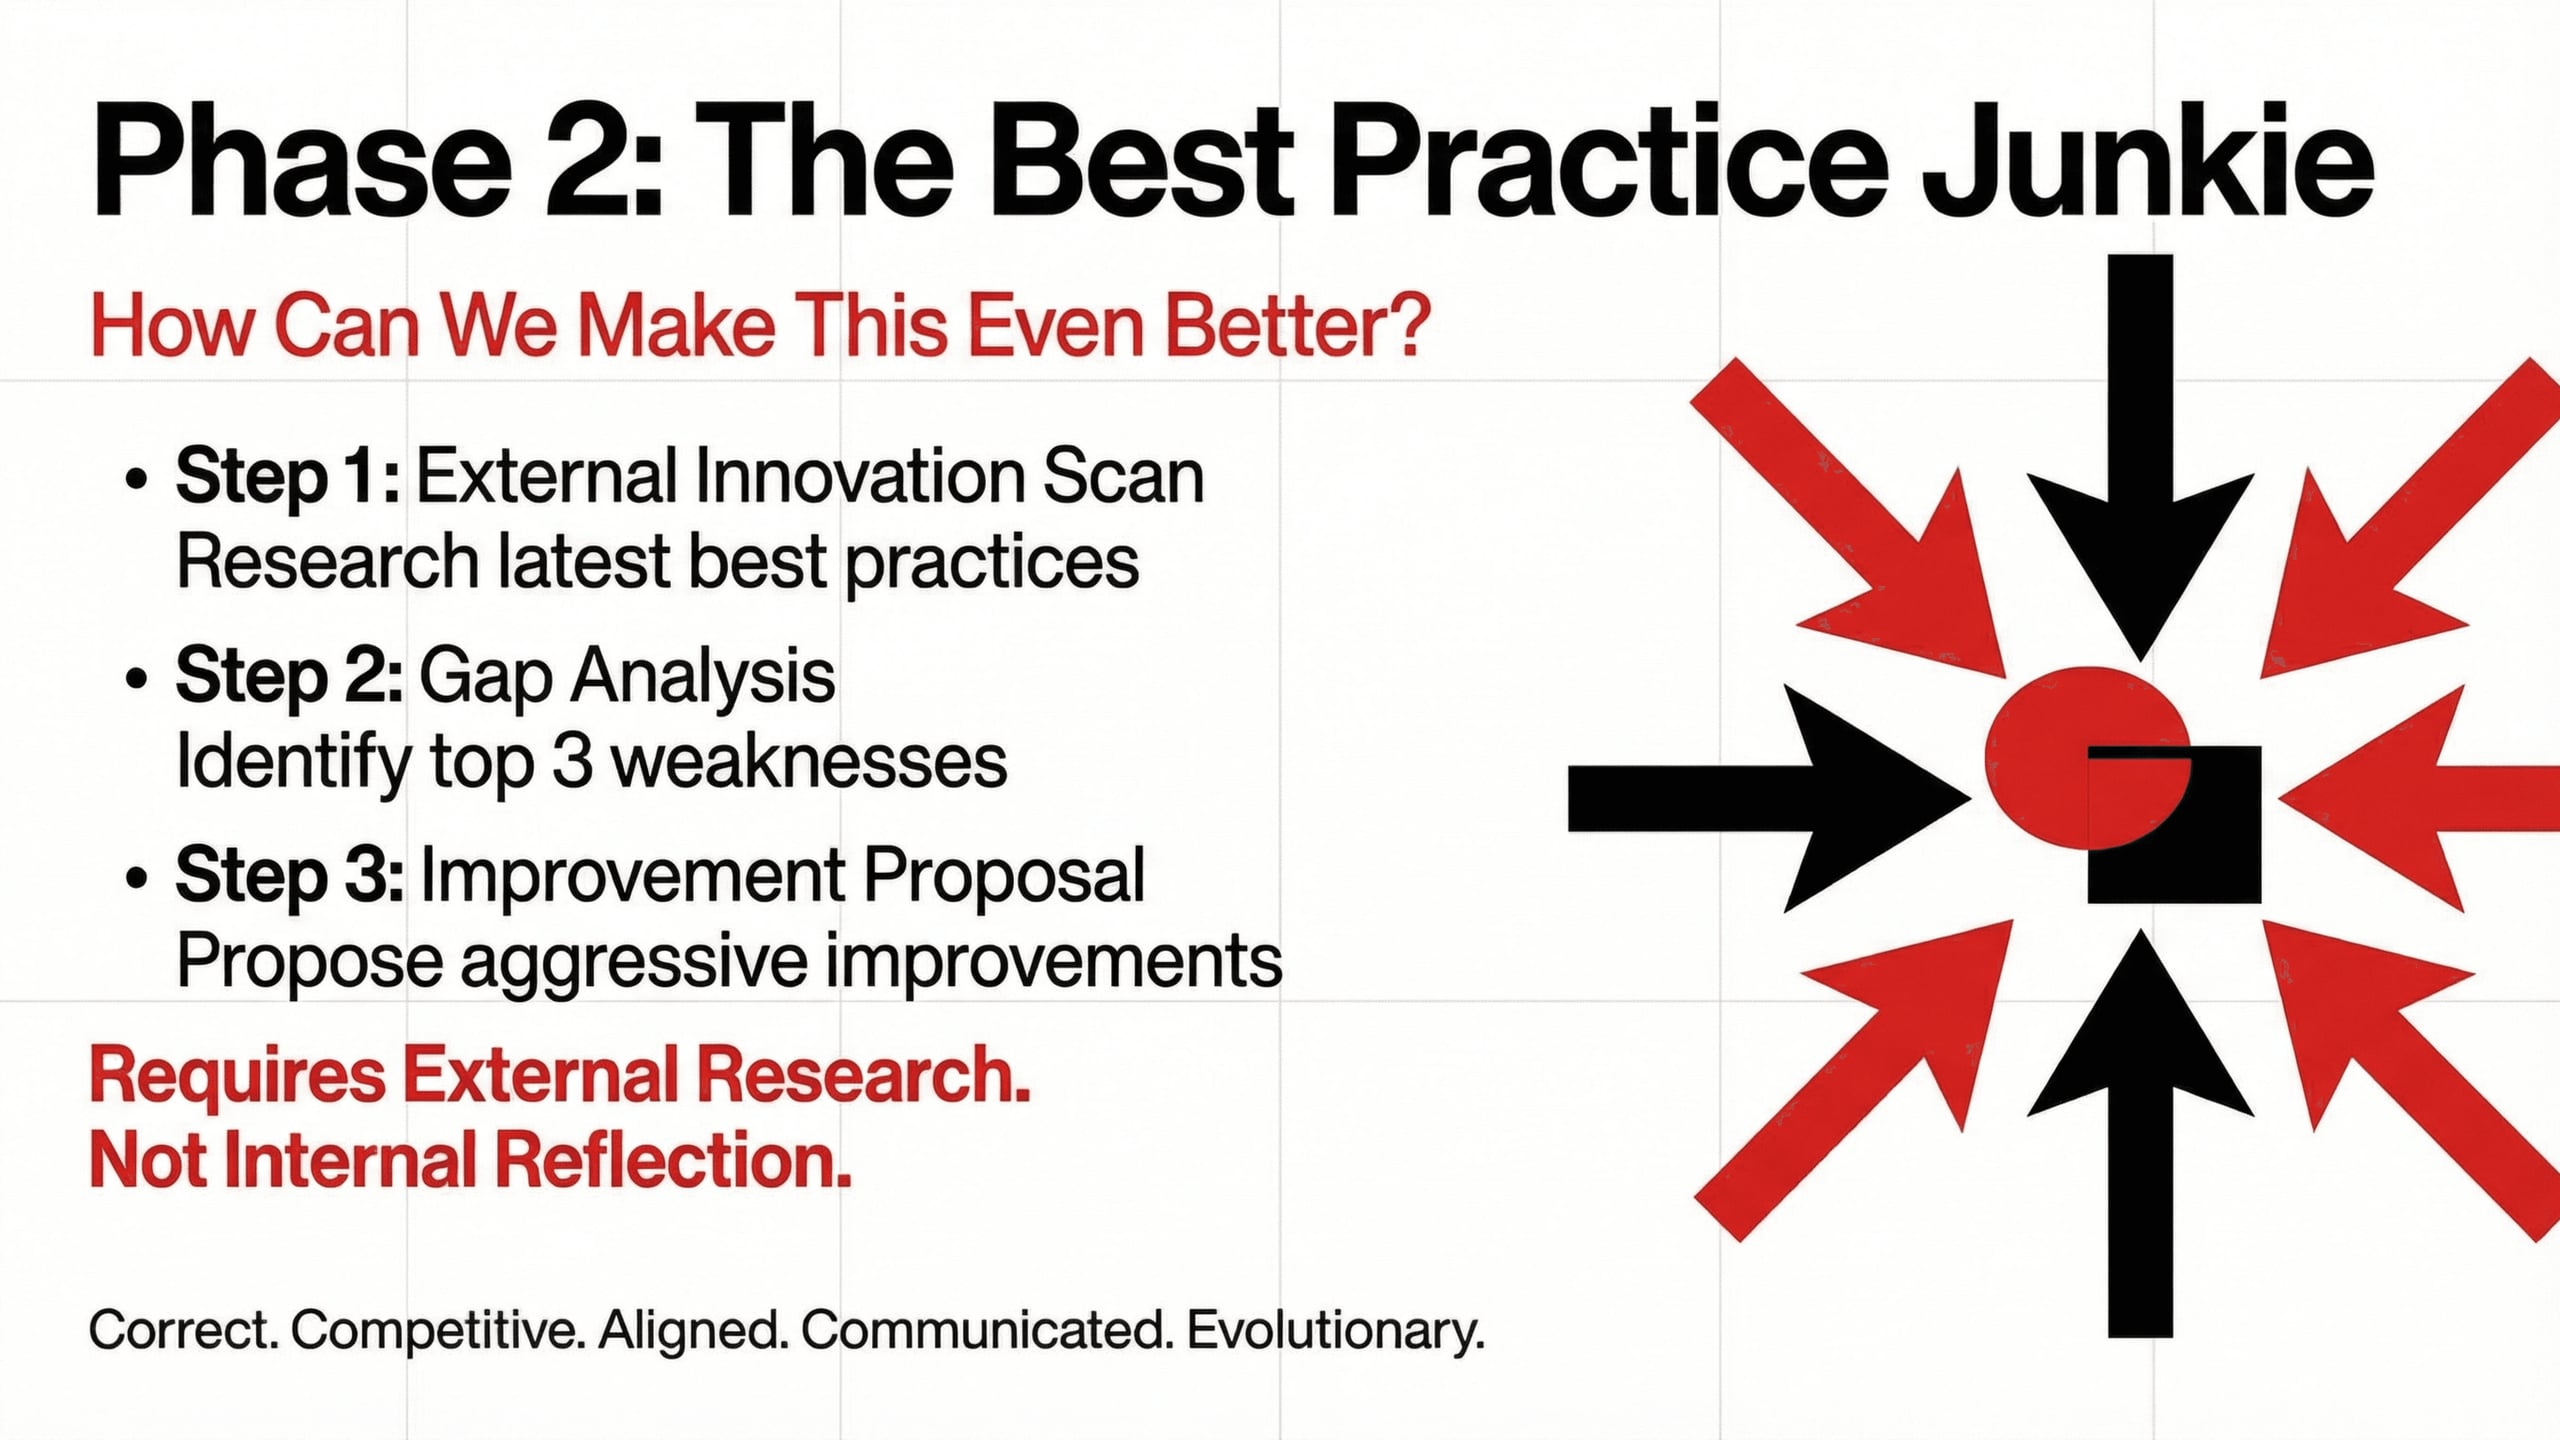 Phase 2: The Best Practice Junkie
How Can We Make This Even Better?
• Step 1: External Innovation Scan
Research latest best practices
• Step 2: Gap Analysis
Identify top 3 weaknesses
• Step 3: Improvement Proposal
Propose aggressive improvements
Requires External Research.
Not Internal Reflection.
Correct. Competitive. Aligned. Communicated. Evolutionary.